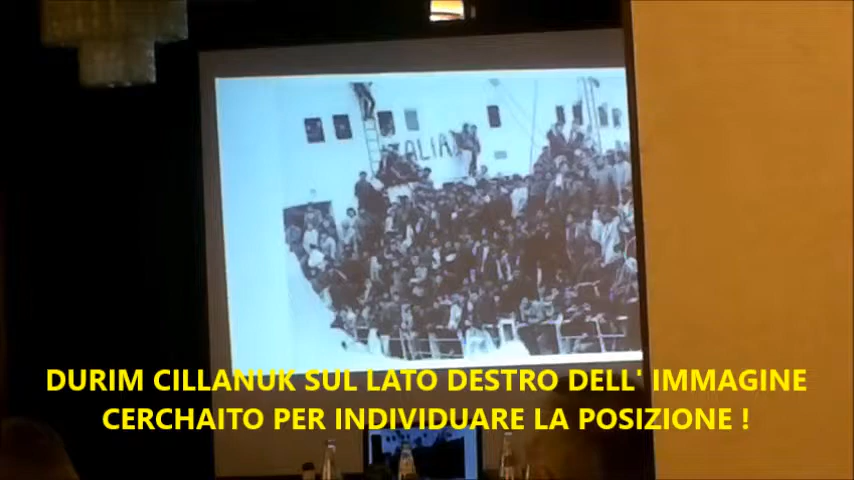 ALIA
DURIM CILLANUK SUL LATO DESTRO DELL' IMMAGINE
CERCHAITO PER INDIVIDUARE LA POSIZIONE !